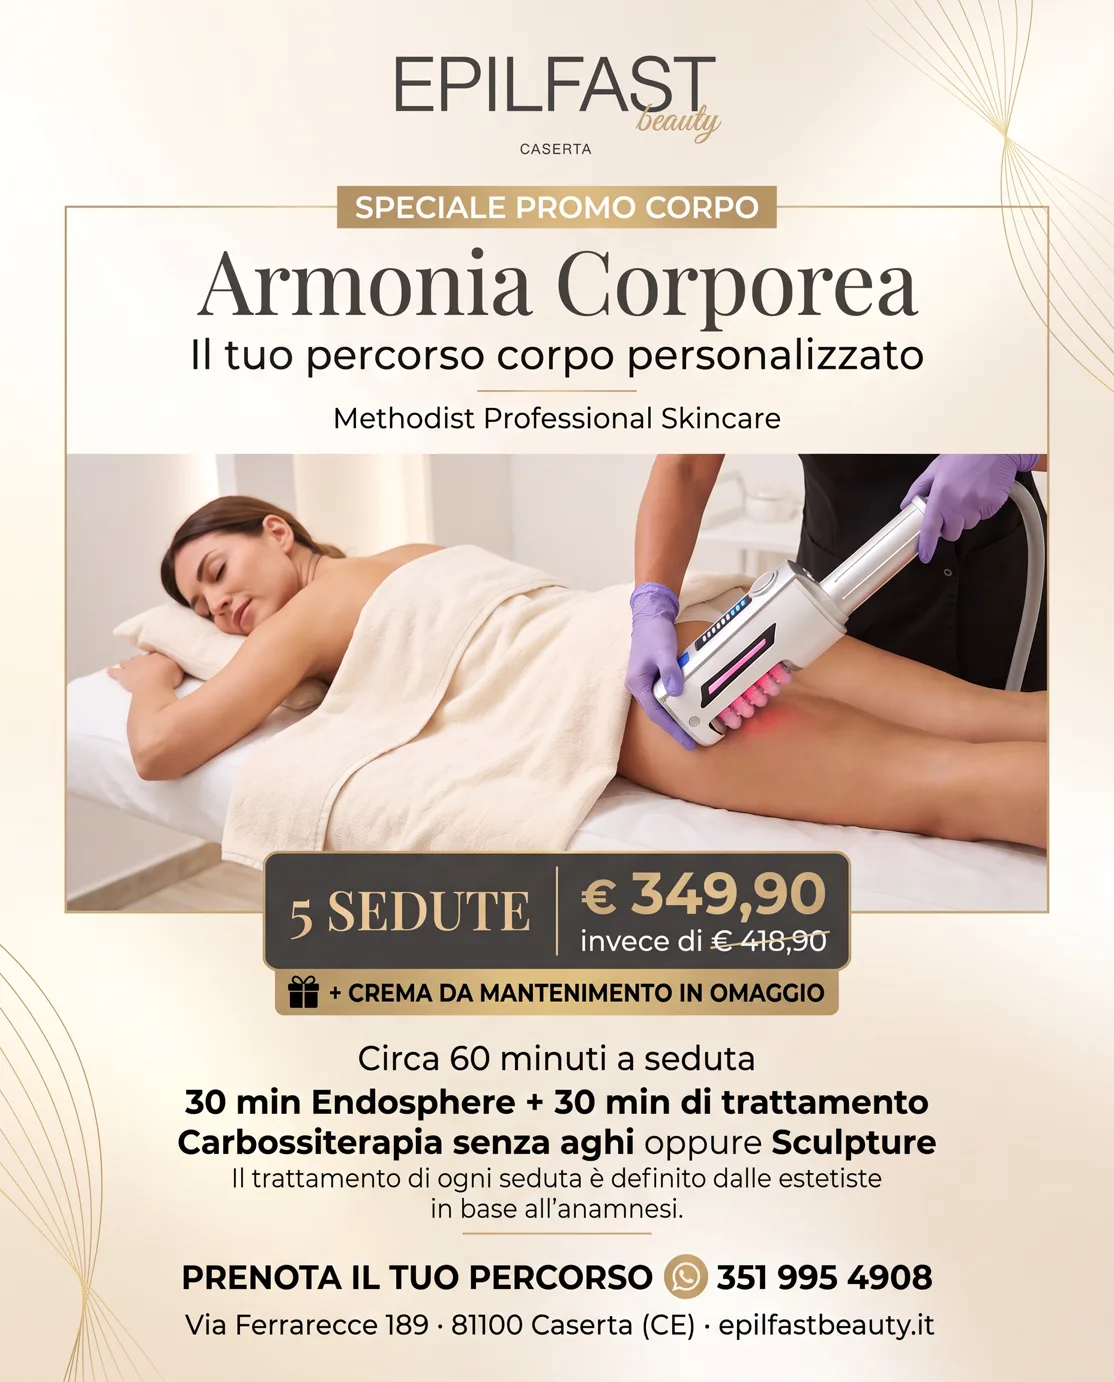 EPILFAST
beauty
CASERTA
SPECIALE PROMO CORPO
Armonia Corporea
Il tuo percorso corpo personalizzato
Methodist Professional Skincare
5 SEDUTE
€ 349,90
invece di € 418,90
+ CREMA DA MANTENIMENTO IN OMAGGIO
Circa 60 minuti a seduta
30 min Endosphere + 30 min di trattamento
Carbossiterapia senza aghi oppure Sculpture
Il trattamento di ogni seduta è definito dalle estetiste
in base all’anamnesi.
PRENOTA IL TUO PERCORSO 351 995 4908
Via Ferrarecce 189 · 81100 Caserta (CE) · epilfastbeauty.it